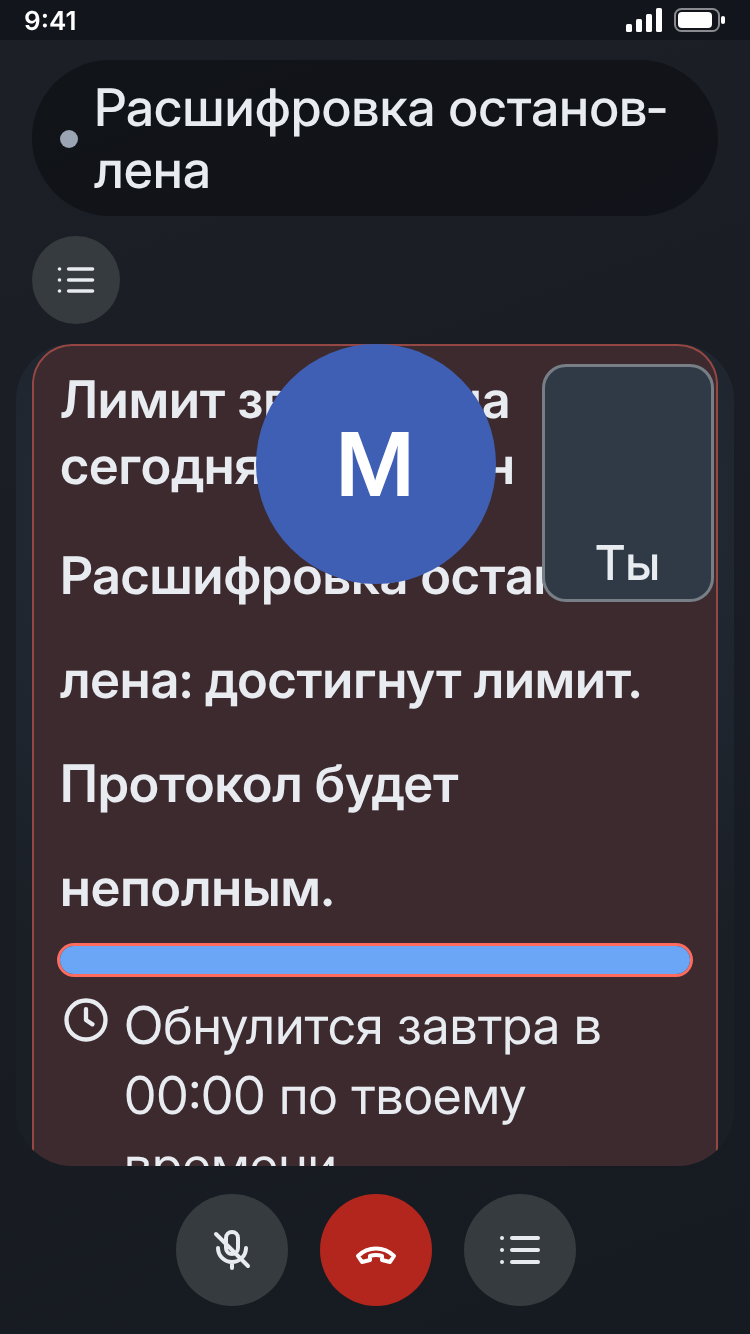 9:41
Расшифровка останов-
лена
Лимит
сегодня
М
Ты
Расшифровка
лена: достигнут лимит.
Протокол будет
неполным.
Обнулится завтра в
00:00 по твоему
времени